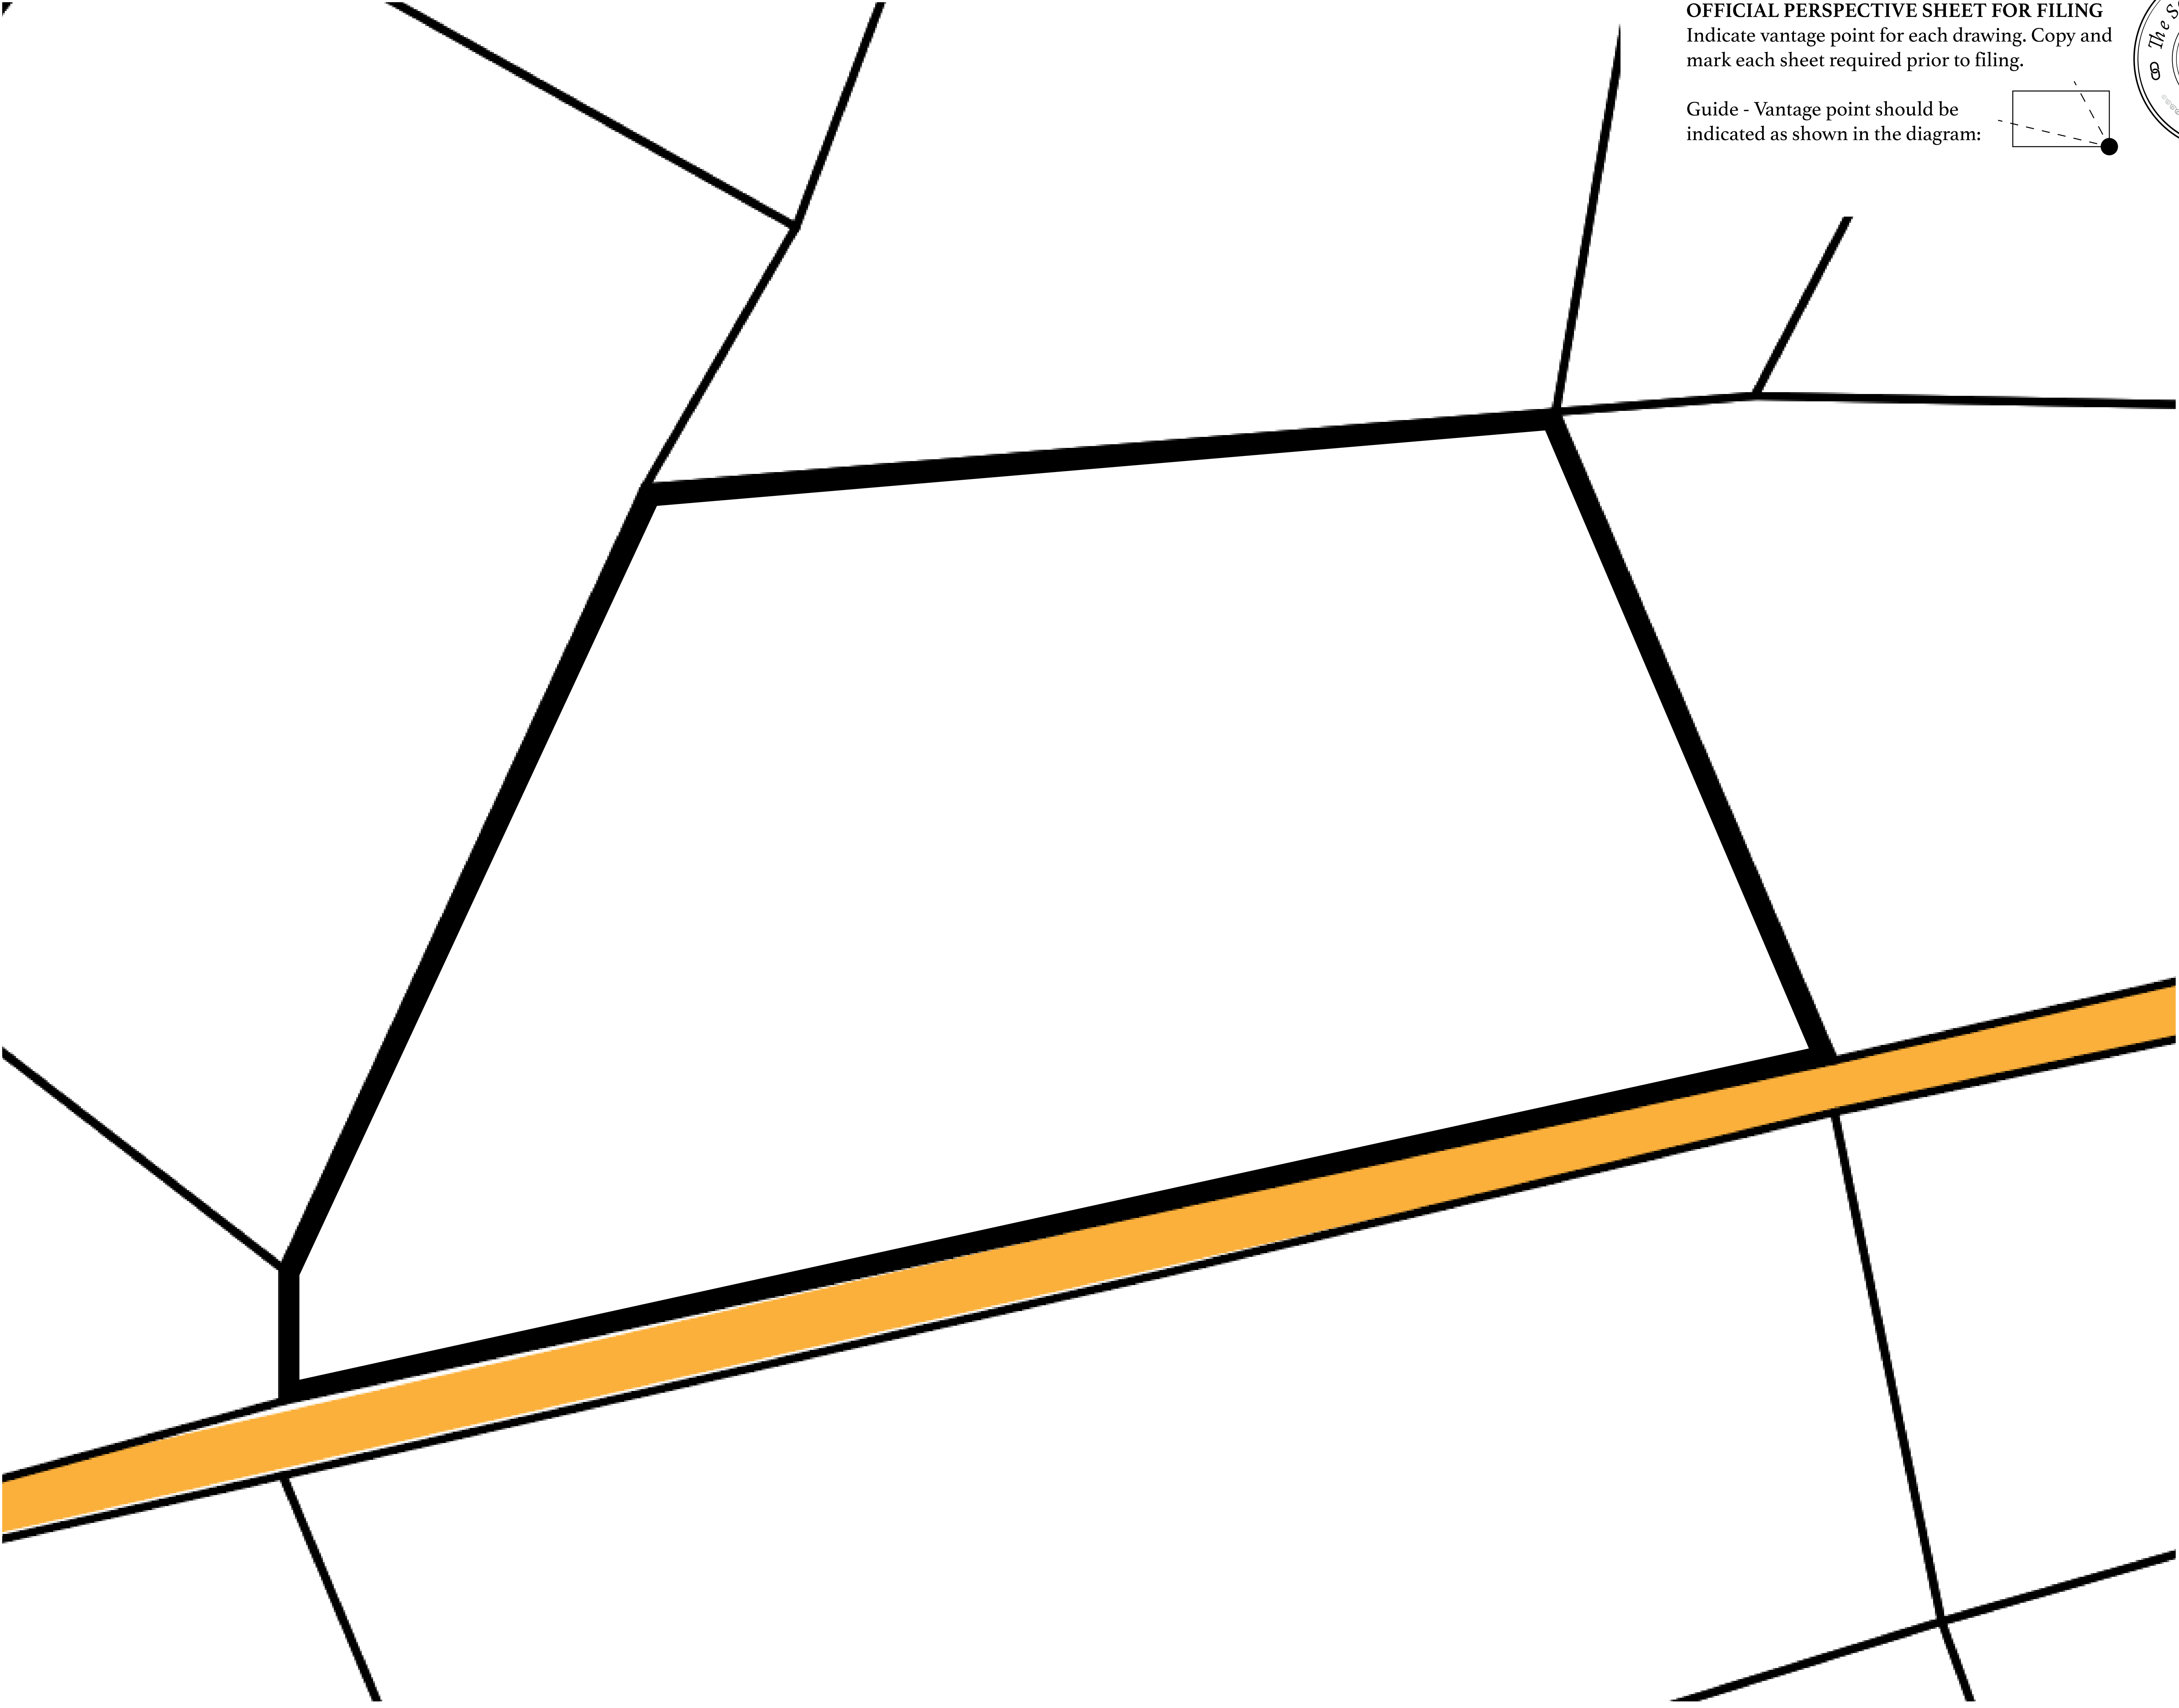 OFFICIAL PERSPECTIVE SHEET FOR FILING
Indicate vantage point for each drawing. Copy and
mark each sheet required prior to filing.
Guide - Vantage point should be
indicated as shown in the diagram:
The